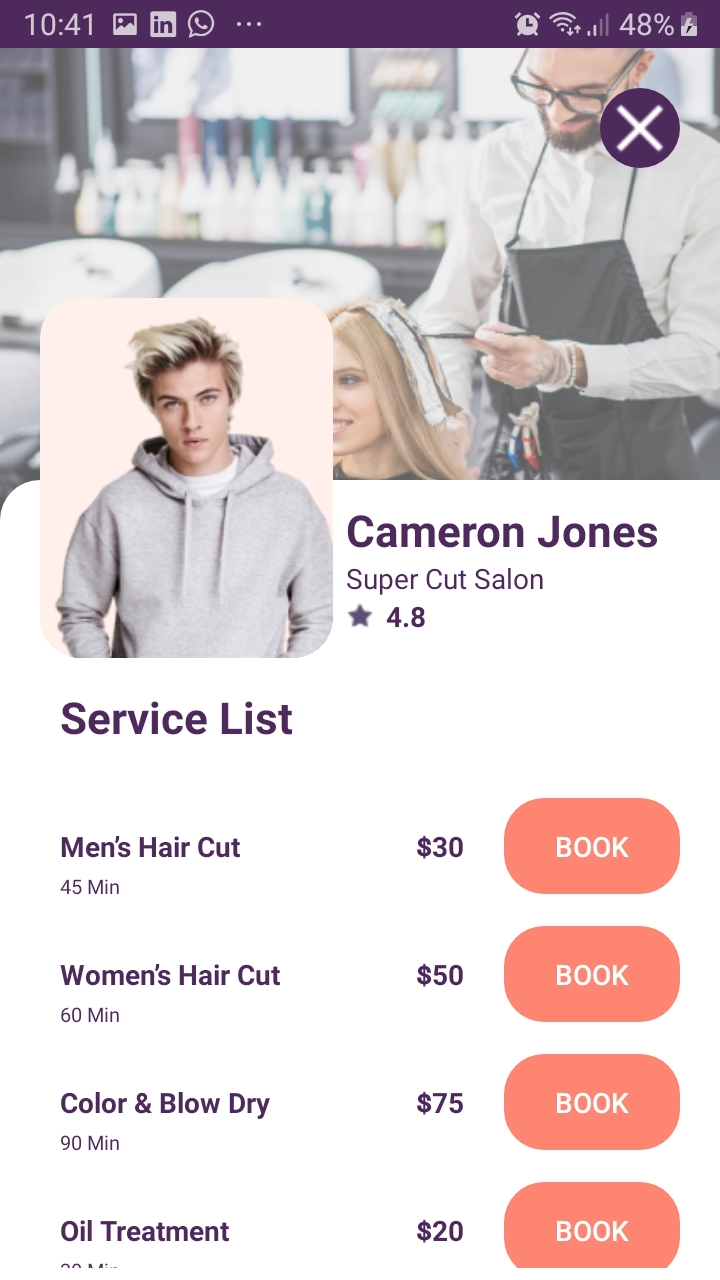 10:41
48%
Cameron Jones
Super Cut Salon
4.8
Service List
Men's Hair Cut $30 BOOK
45 Min
Women's Hair Cut $50 BOOK
60 Min
Color & Blow Dry $75 BOOK
90 Min
Oil Treatment $20 BOOK
Min